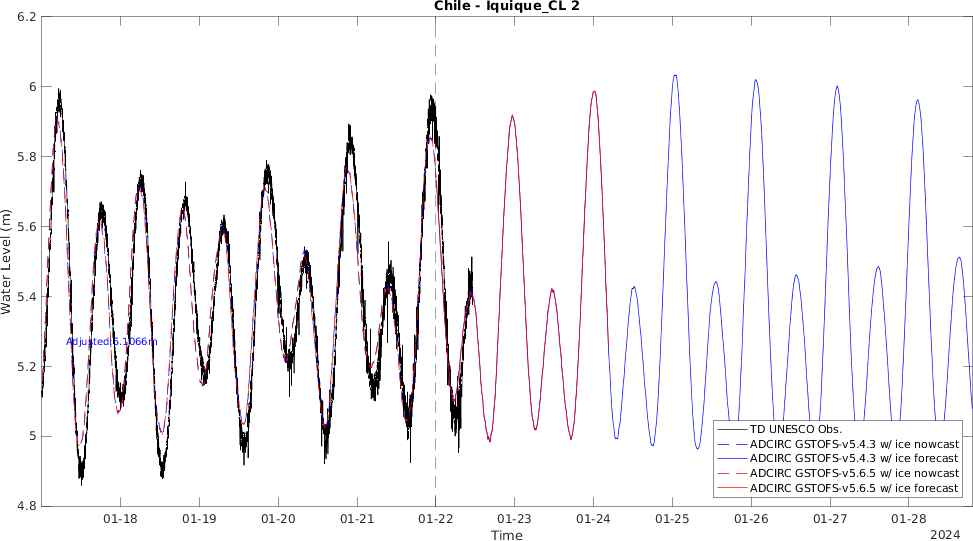 Chile - Iquique_CL 2
6.2
6
5.8
5.6
5.4
5.2
5
4.8
Water Level (m)
Adjusted:5.1066m
TD UNESCO Obs.
ADCIRC GSTOFS-v5.4.3 w/ ice nowcast
ADCIRC GSTOFS-v5.4.3 w/ ice forecast
ADCIRC GSTOFS-v5.6.5 w/ ice nowcast
ADCIRC GSTOFS-v5.6.5 w/ ice forecast
01-18 01-19 01-20 01-21 01-22 01-23 01-24 01-25 01-26 01-27 01-28
Time
2024